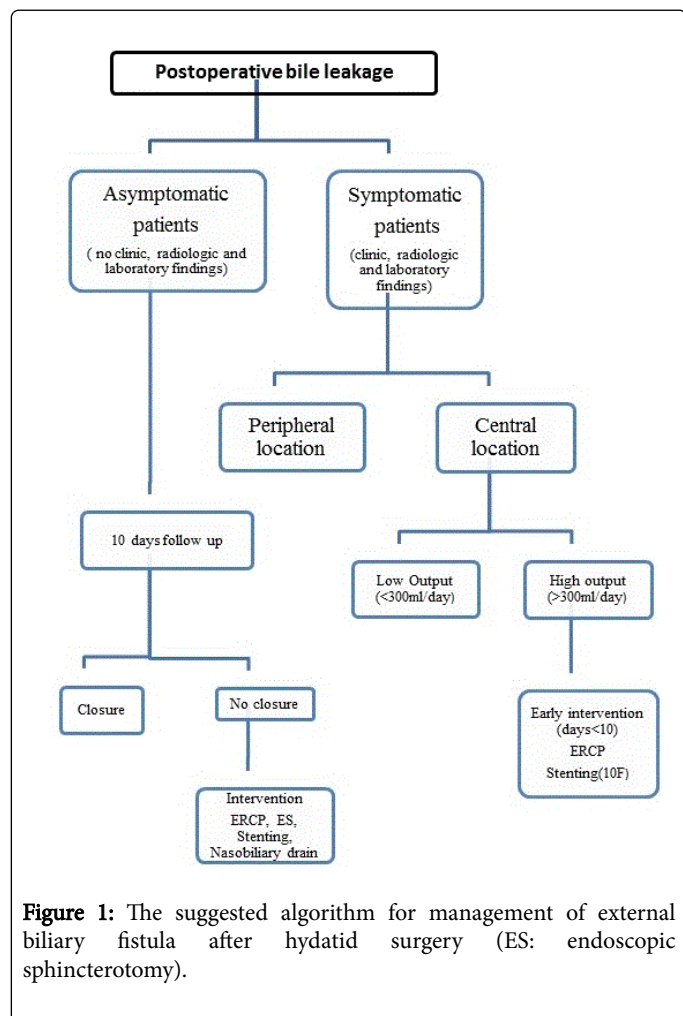 Postoperative bile leakage
Asymptomatic
patients
( no clinic, radiologic and
laboratory findings)
Symptomatic
patients
(clinic, radiologic
and laboratory
findings)
Peripheral
location
Central
location
10 days follow up
Low Output
(<300ml/day)
High output
(>300ml/day)
Closure
No closure
Early intervention
(days<10)
ERCP
Stenting(10F)
Intervention
ERCP, ES,
Stenting,
Nasobiliary drain
Figure 1: The suggested algorithm for management of external
biliary fistula after hydatid surgery (ES: endoscopic
sphincterotomy).